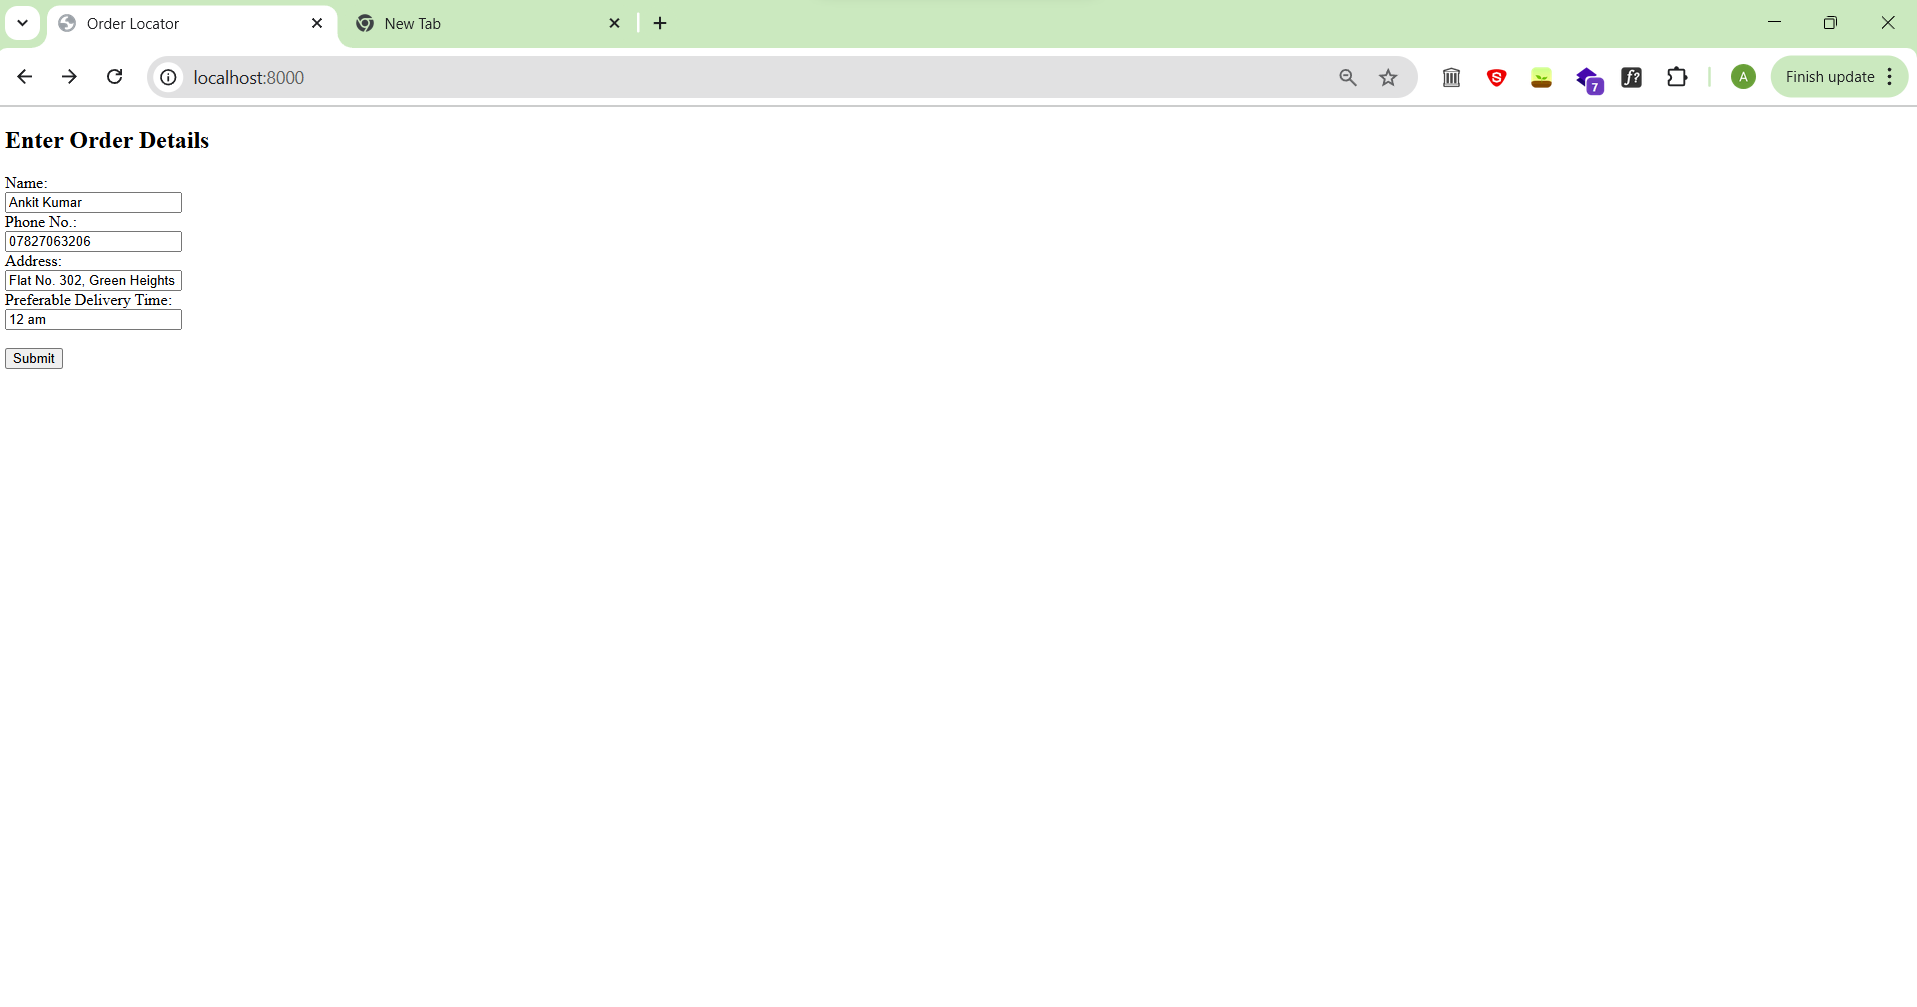 Order Locator
New Tab
localhost:8000
7
A
Finish update
Enter Order Details
Name:
Ankit Kumar
Phone No.:
07827063206
Address:
Flat No. 302, Green Heights
Preferable Delivery Time:
12 am
Submit